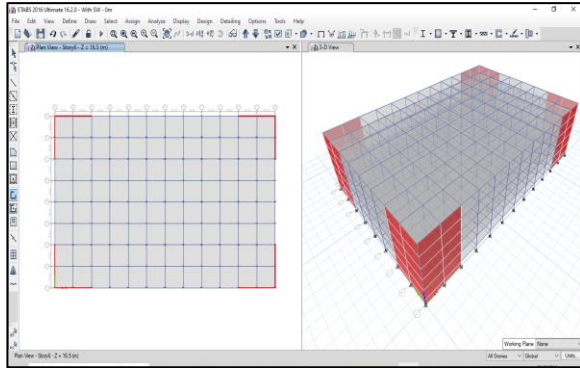 ETABS 2016 Ultimate 16.2.0 - With SW - 0m
File Edit View Define Draw Select Assign Analyze Display Design Detailing Options Tools Help
Plan View - Story6 - Z = 16.5 (m)
3-D View
Working Plane None
Plan View - Story6 - Z = 16.5 (m)
All Stories Global Units...